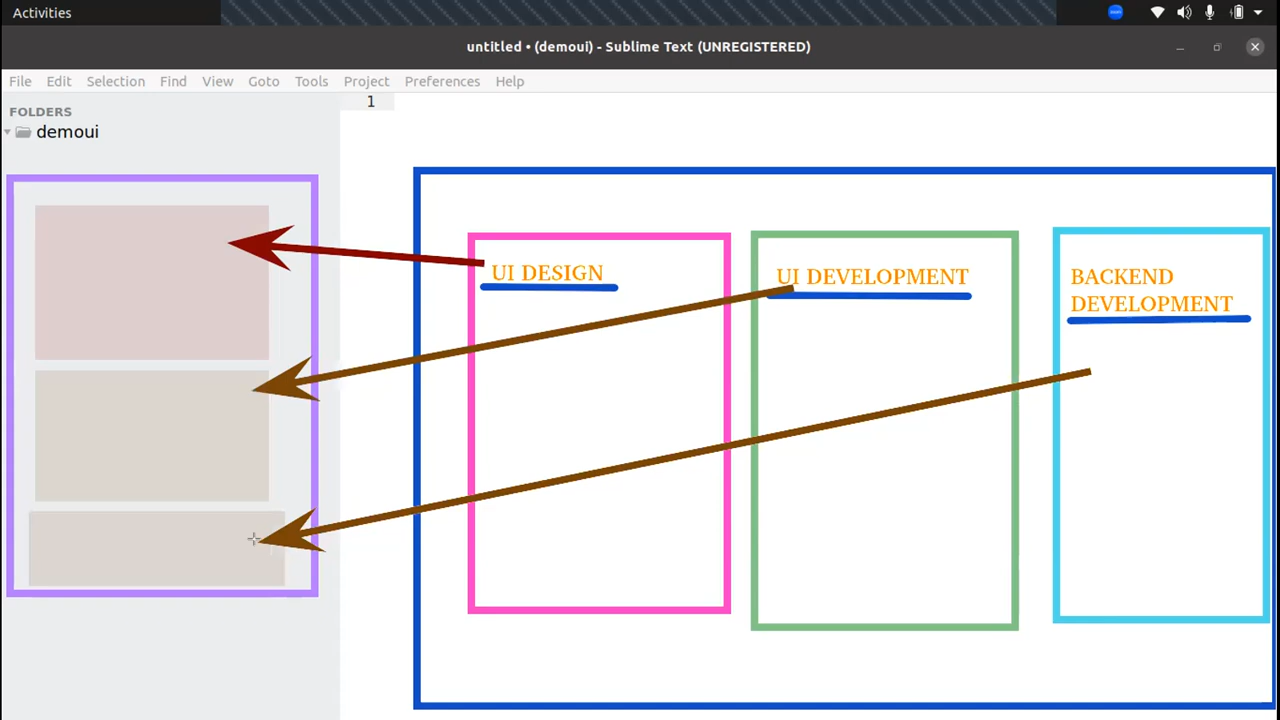 Activities
untitled • (demoui) - Sublime Text (UNREGISTERED)
File Edit Selection Find View Goto Tools Project Preferences Help
FOLDERS
demoui
1
UI DESIGN
UI DEVELOPMENT
BACKEND
DEVELOPMENT